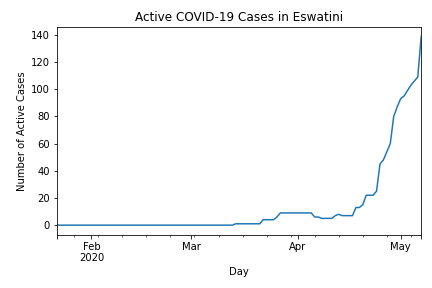 Active COVID-19 Cases in Eswatini
Number of Active Cases
140
120
100
80
60
40
20
0
Feb Mar Apr May
2020
Day